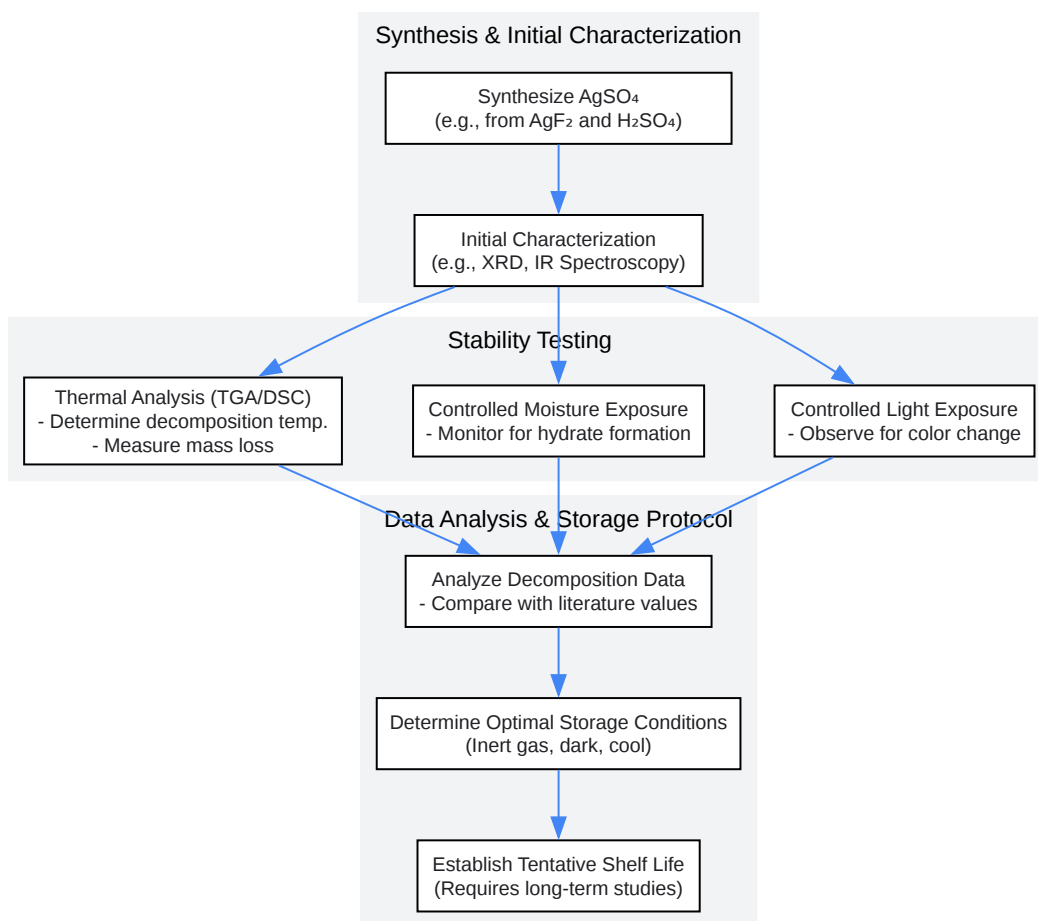 Synthesis & Initial Characterization
Synthesize AgSO₄
(e.g., from AgF₂ and H₂SO₄)
Initial Characterization
(e.g., XRD, IR Spectroscopy)
Stability Testing
Thermal Analysis (TGA/DSC)
- Determine decomposition temp.
- Measure mass loss
Controlled Moisture Exposure
- Monitor for hydrate formation
Controlled Light Exposure
- Observe for color change
Data Analysis & Storage Protocol
Analyze Decomposition Data
- Compare with literature values
Determine Optimal Storage Conditions
(Inert gas, dark, cool)
Establish Tentative Shelf Life
(Requires long-term studies)